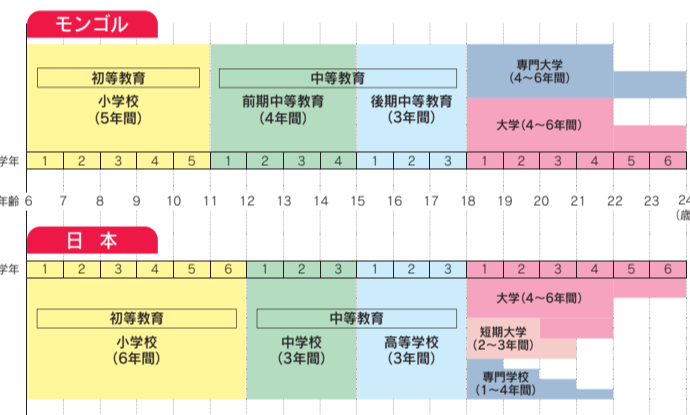 モンゴル
初等教育
小学校
(5年間)
中等教育
前期中等教育
(4年間)
後期中等教育
(3年間)
専門大学
(4〜6年間)
大学(4〜6年間)
学年 1 2 3 4 5 1 2 3 4 1 2 3 1 2 3 4 5 6
年齢 6 7 8 9 10 11 12 13 14 15 16 17 18 19 20 21 22 23 24
(歳
日 本
学年 1 2 3 4 5 6 1 2 3 1 2 3 1 2 3 4 5 6
初等教育
小学校
(6年間)
中等教育
中学校
(3年間)
高等学校
(3年間)
大学(4〜6年間)
短期大学
(2〜3年間)
専門学校
(1〜4年間)